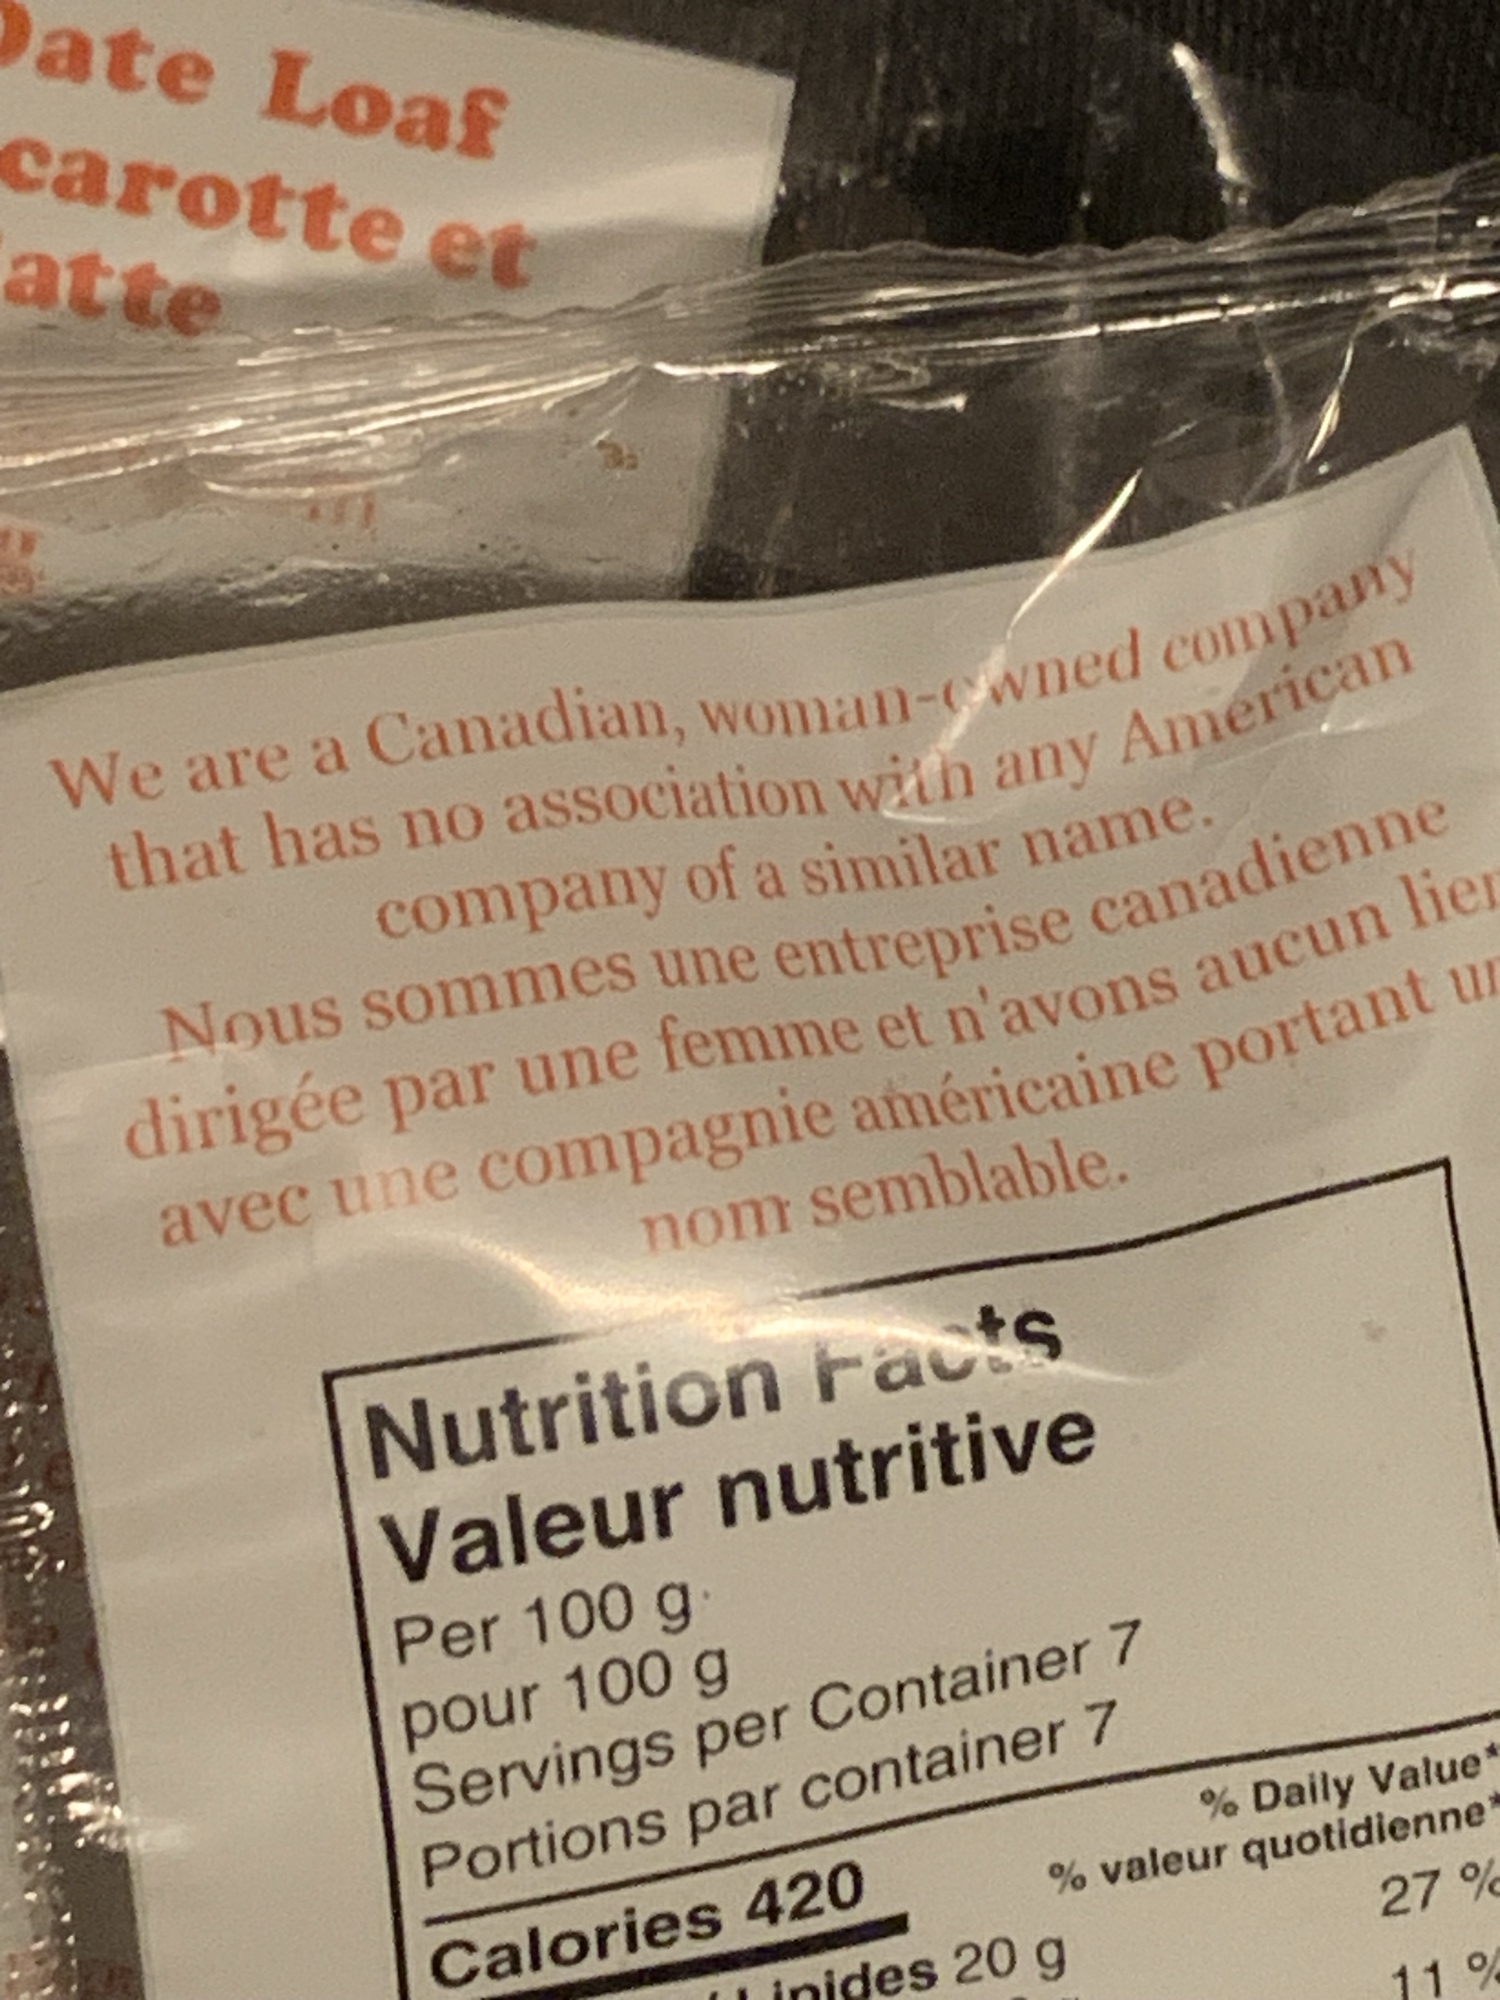 Date Loaf
carotte et
datte
We are a Canadian, woman-owned company
that has no association with any American
company of a similar name.
Nous sommes une entreprise canadienne
dirigée par une femme et n'avons aucun lien
avec une compagnie américaine portant un
nom semblable.
Nutrition Facts
Valeur nutritive
Per 100 g
pour 100 g
Servings per Container 7
Portions par container 7
% Daily Value*
% valeur quotidienne*
Calories 420
27 %
/ Lipides 20 g
11 %